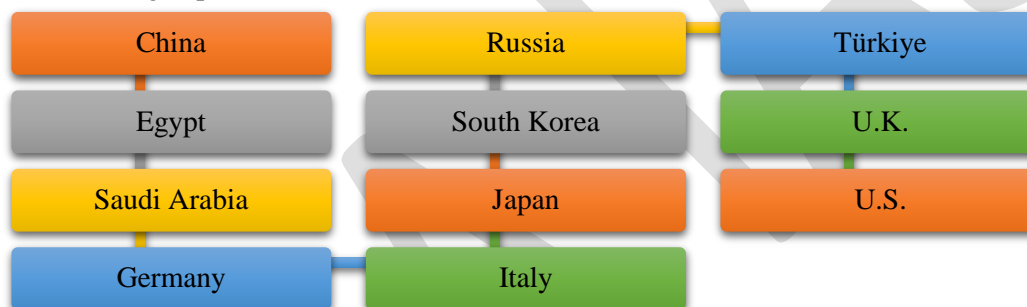 China
Egypt
Saudi Arabia
Germany
Italy
Japan
South Korea
Russia
Türkiye
U.K.
U.S.